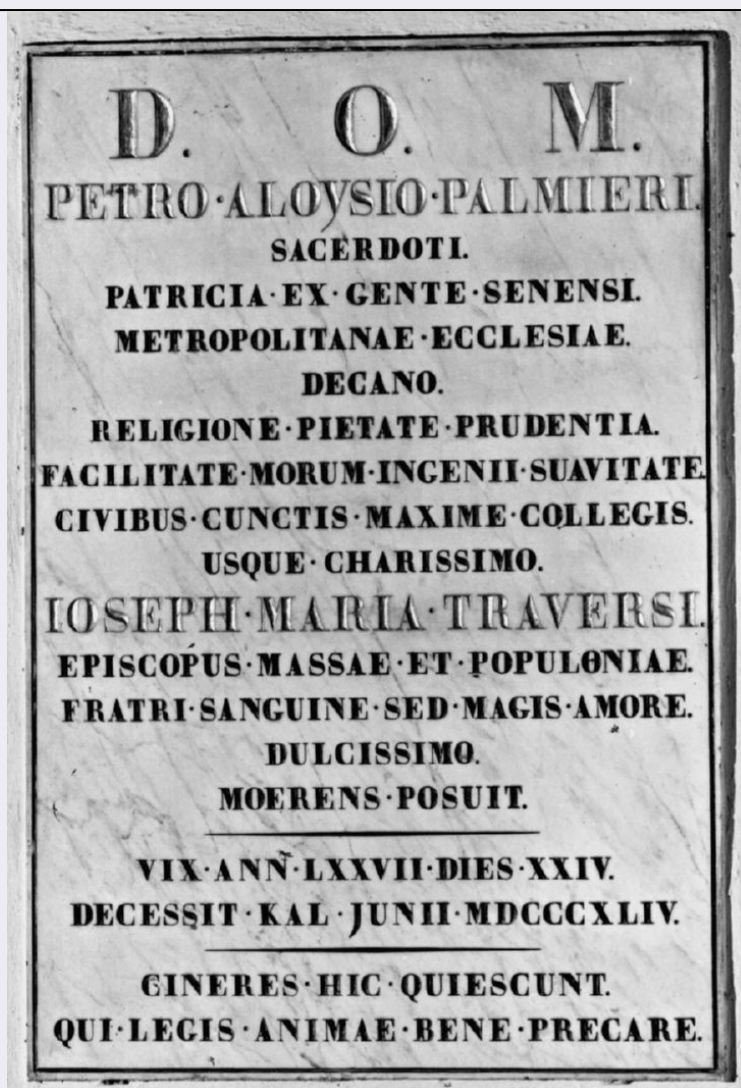 D. O. M.
PETRO·ALOYSIO·PALMIERI.
SACERDOTI.
PATRICIA·EX·GENTE·SENENSI.
METROPOLITANAE·ECCLESIAE.
DECANO.
RELIGIONE·PIETATE·PRUDENTIA.
FACILITATE·MORUM·INGENII·SUAVITATE.
CIVIBUS·CUNCTIS·MAXIME·COLLEGIS.
USQUE·CHARISSIMO.
IOSEPH·MARIA·TRAVERSI.
EPISCOPUS·MASSAE·ET·POPULONIAE.
FRATRI·SANGUINE·SED·MAGIS·AMORE.
DULCISSIMO.
MOERENS·POSUIT.
VIX·ANÑ·LXXVII·DIES·XXIV.
DECESSIT·KAL·JUNII·MDCCCXLIV.
CINERES·HIC·QUIESCUNT.
QUI·LEGIS·ANIMAE·BENE·PRECARE.